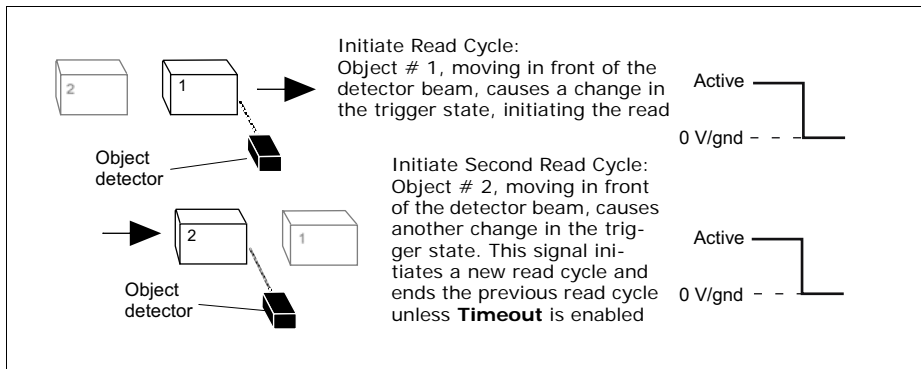 Initiate Read Cycle:
Object # 1, moving in front of the
detector beam, causes a change in
the trigger state, initiating the read
2
1
Active
0 V/gnd
Object
detector
Initiate Second Read Cycle:
Object # 2, moving in front
of the detector beam, causes
another change in the trig-
ger state. This signal ini-
tiates a new read cycle and
ends the previous read cycle
unless Timeout is enabled
2
1
Active
0 V/gnd
Object
detector